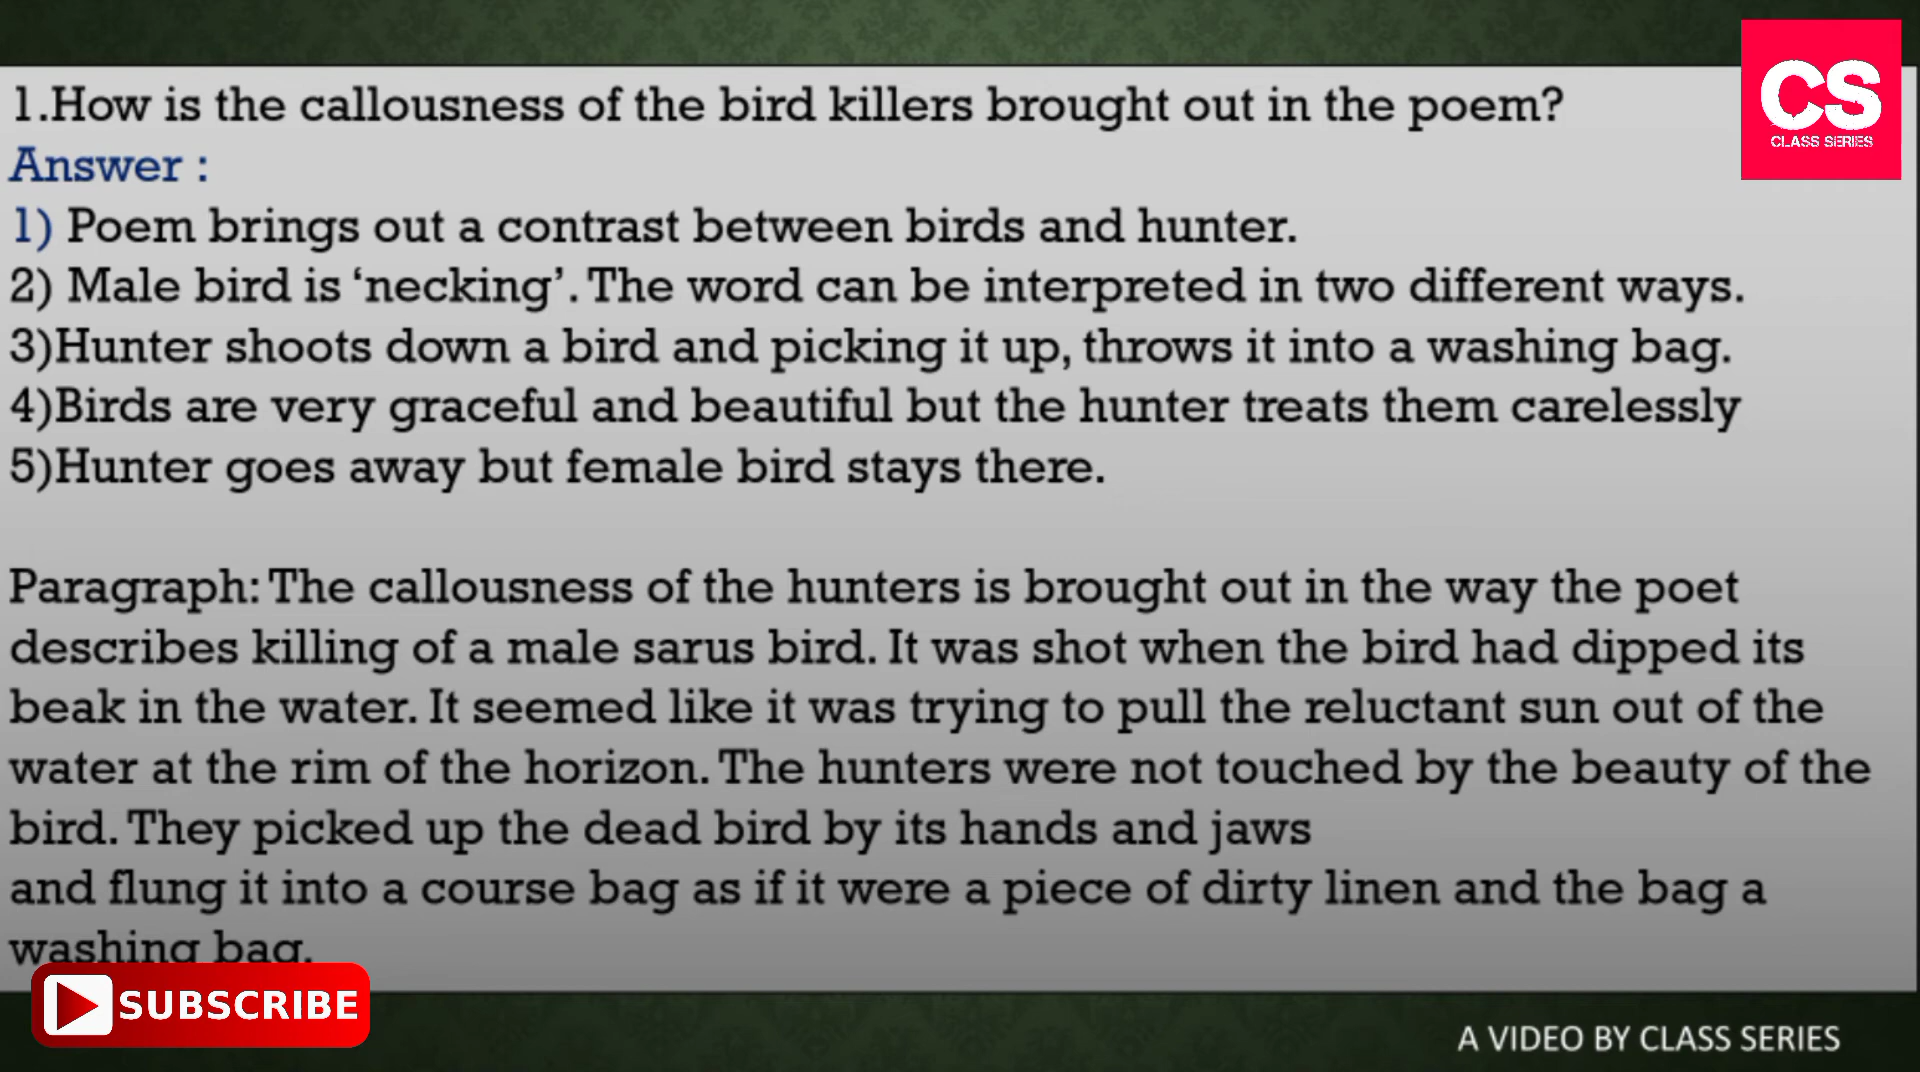 CS
CLASS SERIES
1.How is the callousness of the bird killers brought out in the poem?
Answer :
1) Poem brings out a contrast between birds and hunter.
2) Male bird is ‘necking’. The word can be interpreted in two different ways.
3)Hunter shoots down a bird and picking it up, throws it into a washing bag.
4)Birds are very graceful and beautiful but the hunter treats them carelessly
5)Hunter goes away but female bird stays there.
Paragraph: The callousness of the hunters is brought out in the way the poet
describes killing of a male sarus bird. It was shot when the bird had dipped its
beak in the water. It seemed like it was trying to pull the reluctant sun out of the
water at the rim of the horizon. The hunters were not touched by the beauty of the
bird. They picked up the dead bird by its hands and jaws
and flung it into a course bag as if it were a piece of dirty linen and the bag a
washing bag.
SUBSCRIBE
A VIDEO BY CLASS SERIES